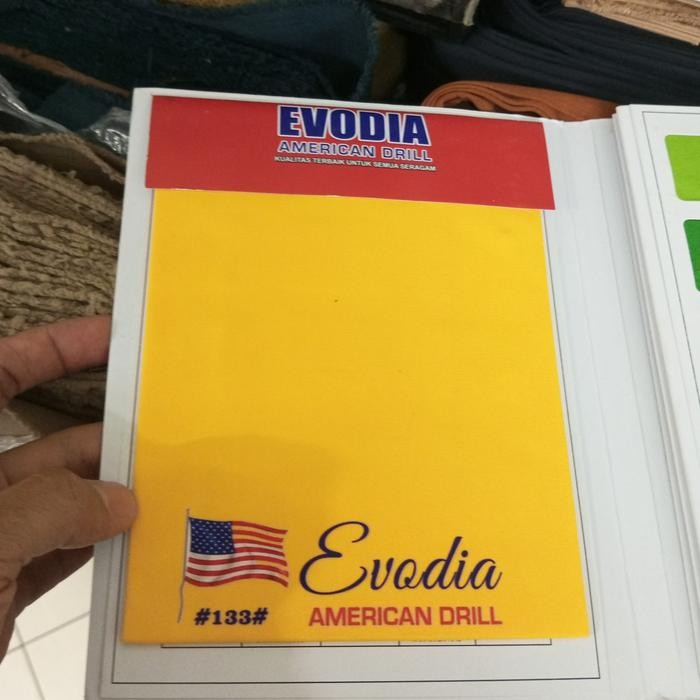 EVODIA
AMERICAN DRILL
KUALITAS TERBAIK UNTUK SEMUA SERAGAM
Evodia
#133#
AMERICAN DRILL